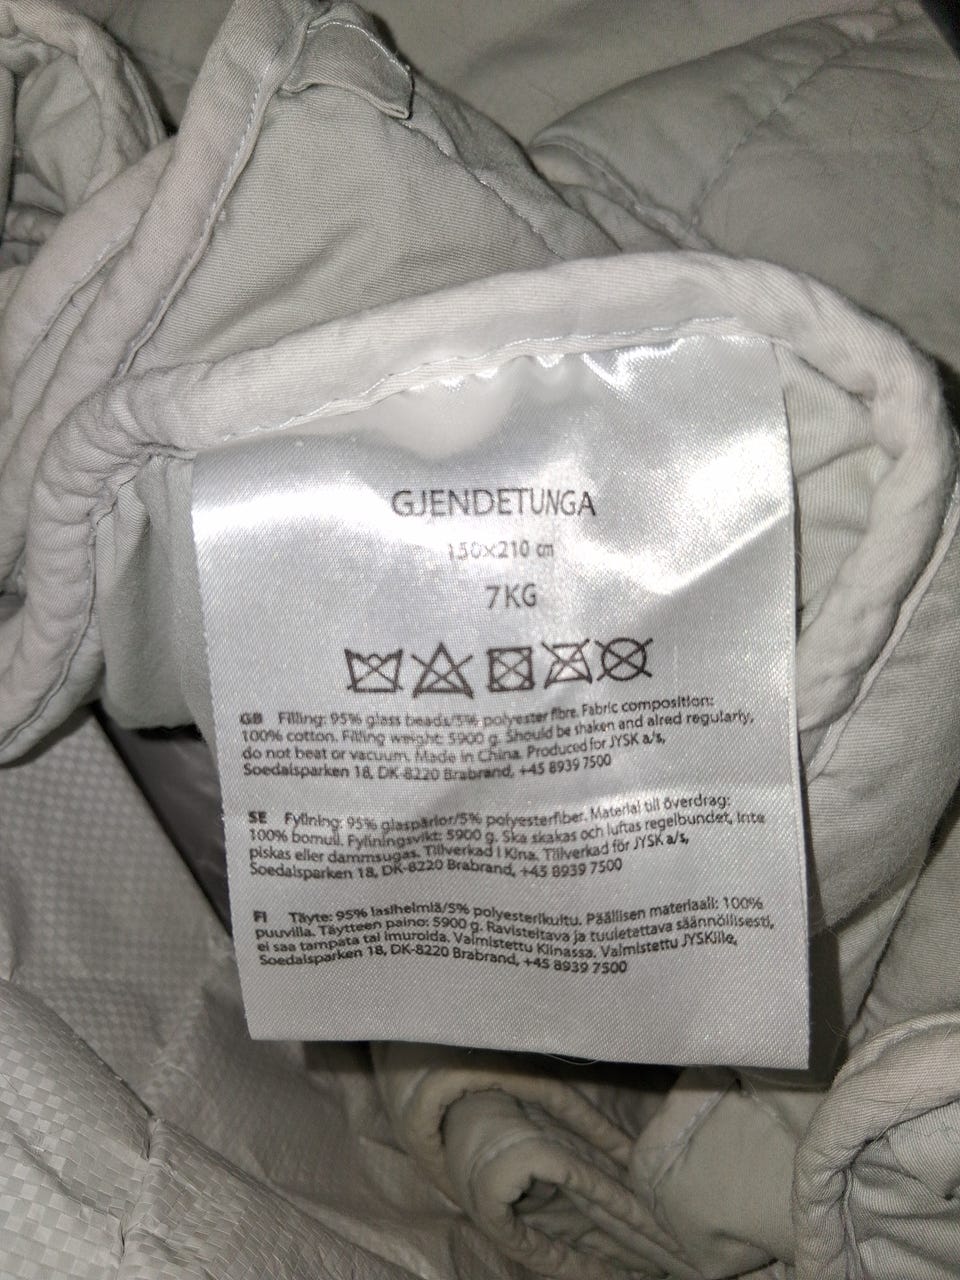 GJENDETUNGA
150x210 cm
7KG
GB Filling: 95% glass beads/5% polyester fibre. Fabric composition:
100% cotton. Filling weight: 5900 g. Should be shaken and aired regularly,
do not beat or vacuum. Made in China. Produced for JYSK a/s,
Soedalsparken 18, DK-8220 Brabrand, +45 8939 7500
SE Fyllning: 95% glaspärlor/5% polyesterfiber. Material till överdrag:
100% bomull. Fyllningsvikt: 5900 g. Ska skakas och luftas regelbundet, inte
piskas eller dammsugas. Tillverkad i Kina. Tillverkad för JYSK a/s,
Soedalsparken 18, DK-8220 Brabrand, +45 8939 7500
FI Täyte: 95% lasihelmiä/5% polyesterikuitu. Päällisen materiaali: 100%
puuvilla. Täytteen paino: 5900 g. Ravisteltava ja tuuletettava säännöllisesti,
ei saa tampata tai imuroida. Valmistettu Kiinassa. Valmistettu JYSKille,
Soedalsparken 18, DK-8220 Brabrand, +45 8939 7500